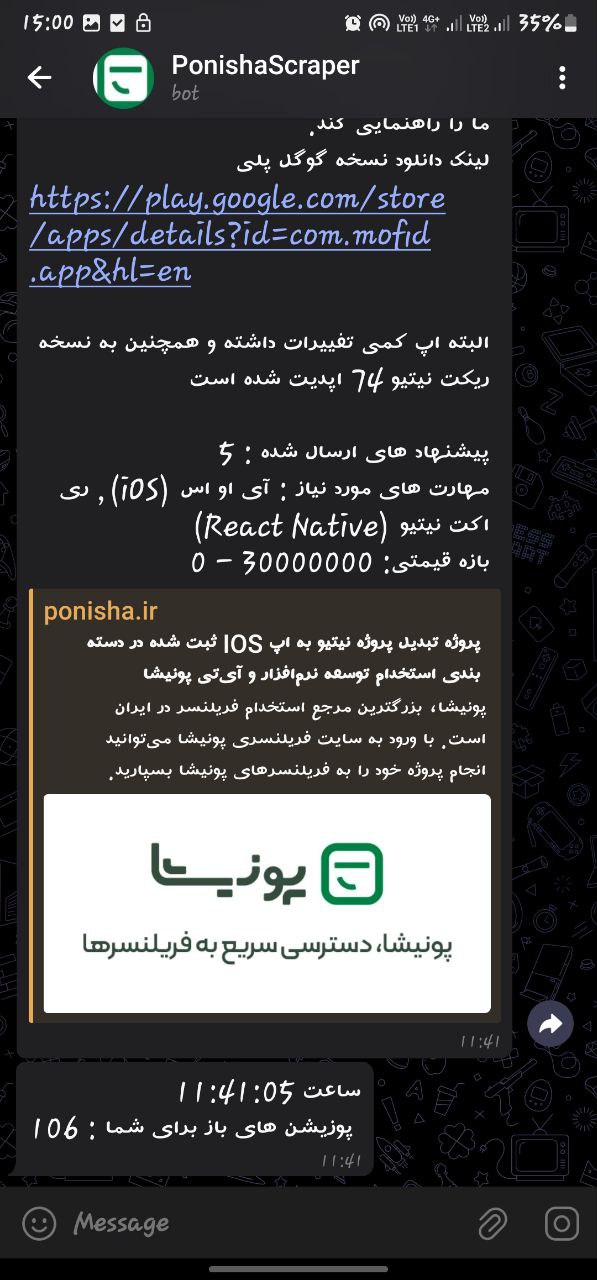 15:00
Vo)) LTE1 4G+ Vo)) LTE2 35%
PonishaScraper
bot
ما را راهنمایی کند.
لینک دانلود نسخه گوگل پلی
https://play.google.com/store
/apps/details?id=com.mofid
.app&hl=en
البته اپ کمی تغییرات داشته و همچنین به نسخه
ریکت نیتیو 74 اپدیت شده است
پیشنهاد های ارسال شده : 5
مهارت های مورد نیاز : آی او اس (iOS) , ری
اکت نیتیو (React Native)
بازه قیمتی: 30000000 - 0
ponisha.ir
پروژه تبدیل پروژه نیتیو به اپ IOS ثبت شده در دسته
بندی استخدام توسعه نرم‌افزار و آی‌تی پونیشا
پونیشا، بزرگترین مرجع استخدام فریلنسر در ایران
است. با ورود به سایت فریلنسری پونیشا می‌توانید
انجام پروژه خود را به فریلنسرهای پونیشا بسپارید.
پونیشا
پونیشا، دسترسی سریع به فریلنسرها
11:41
ساعت 11:41:05
پوزیشن های باز برای شما : 106
11:41
Message